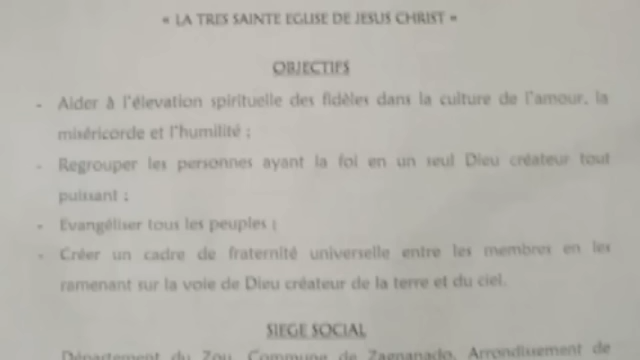 « LA TRES SAINTE EGLISE DE JESUS CHRIST »
OBJECTIFS
- Aider à l'élevation spirituelle des fidèles dans la culture de l'amour, la
miséricorde et l'humilité ;
- Regrouper les personnes ayant la foi en un seul Dieu créateur tout
puissant ;
- Evangéliser tous les peuples ;
- Créer un cadre de fraternité universelle entre les membres en les
ramenant sur la voie de Dieu créateur de la terre et du ciel.
SIEGE SOCIAL
Département du Zou, Commune de Zagnanado, Arrondissement de